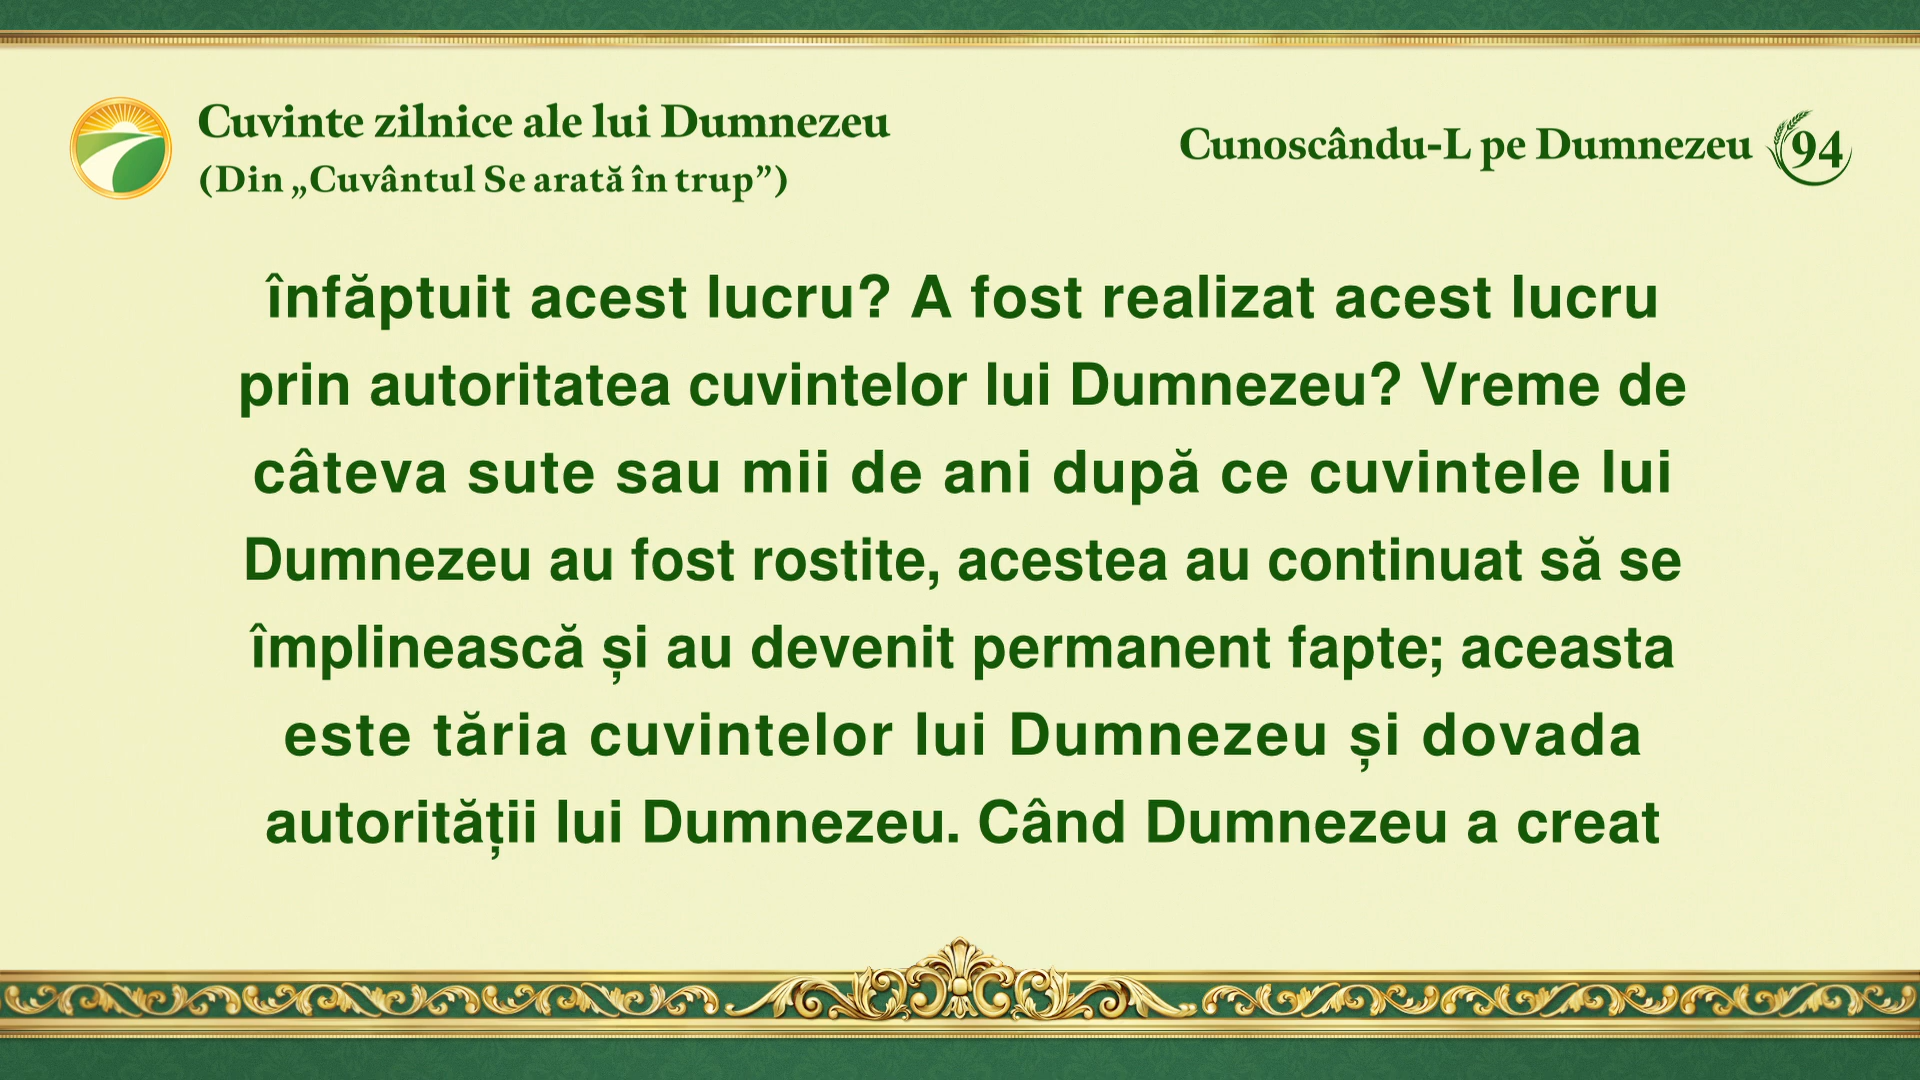 Cuvinte zilnice ale lui Dumnezeu
(Din „Cuvântul Se arată în trup”)
Cunoscându-L pe Dumnezeu 94
înfăptuit acest lucru? A fost realizat acest lucru
prin autoritatea cuvintelor lui Dumnezeu? Vreme de
câteva sute sau mii de ani după ce cuvintele lui
Dumnezeu au fost rostite, acestea au continuat să se
împlinească și au devenit permanent fapte; aceasta
este tăria cuvintelor lui Dumnezeu și dovada
autorității lui Dumnezeu. Când Dumnezeu a creat